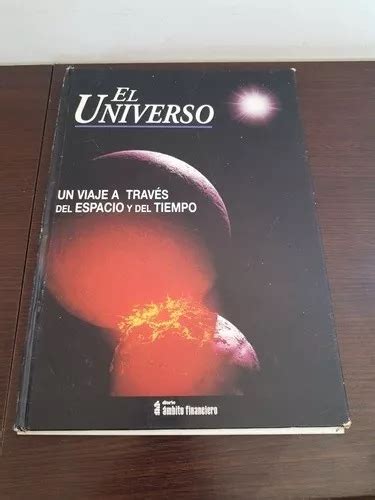 EL
UNIVERSO
UN VIAJE A TRAVÉS
DEL ESPACIO Y DEL TIEMPO
diario
ámbito financiero